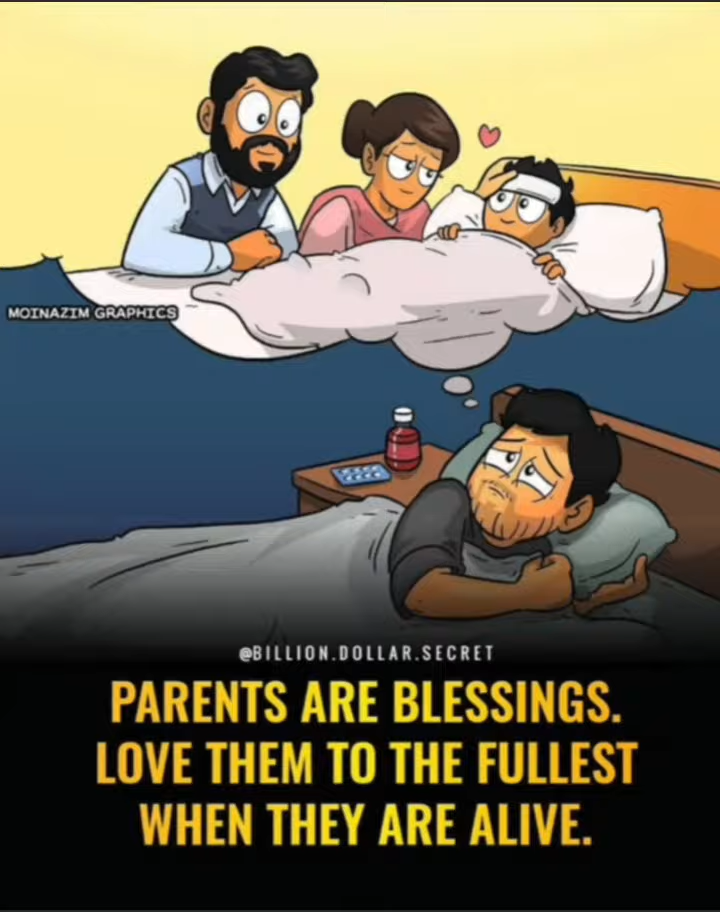 MOINAZIM GRAPHICS
@BILLION.DOLLAR.SECRET
PARENTS ARE BLESSINGS.
LOVE THEM TO THE FULLEST
WHEN THEY ARE ALIVE.